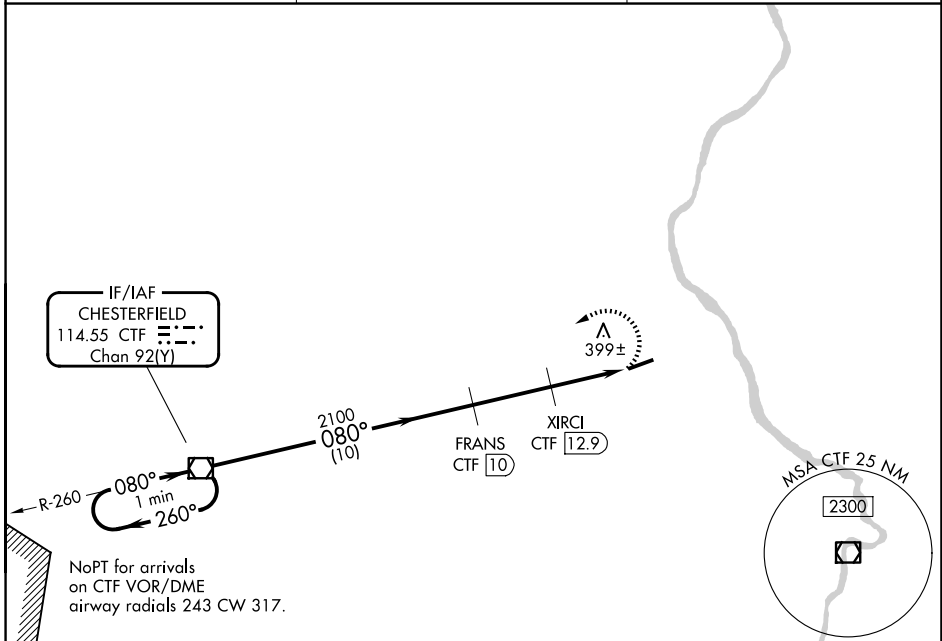 IF/IAF
CHESTERFIELD
114.55 CTF
Chan 92(Y)
399±
2100
080°
(10)
XIRCI
CTF 12.9
FRANS
CTF 10
R-260
080°
1 min
260°
NoPT for arrivals
on CTF VOR/DME
airway radials 243 CW 317.
MSA CTF 25 NM
2300